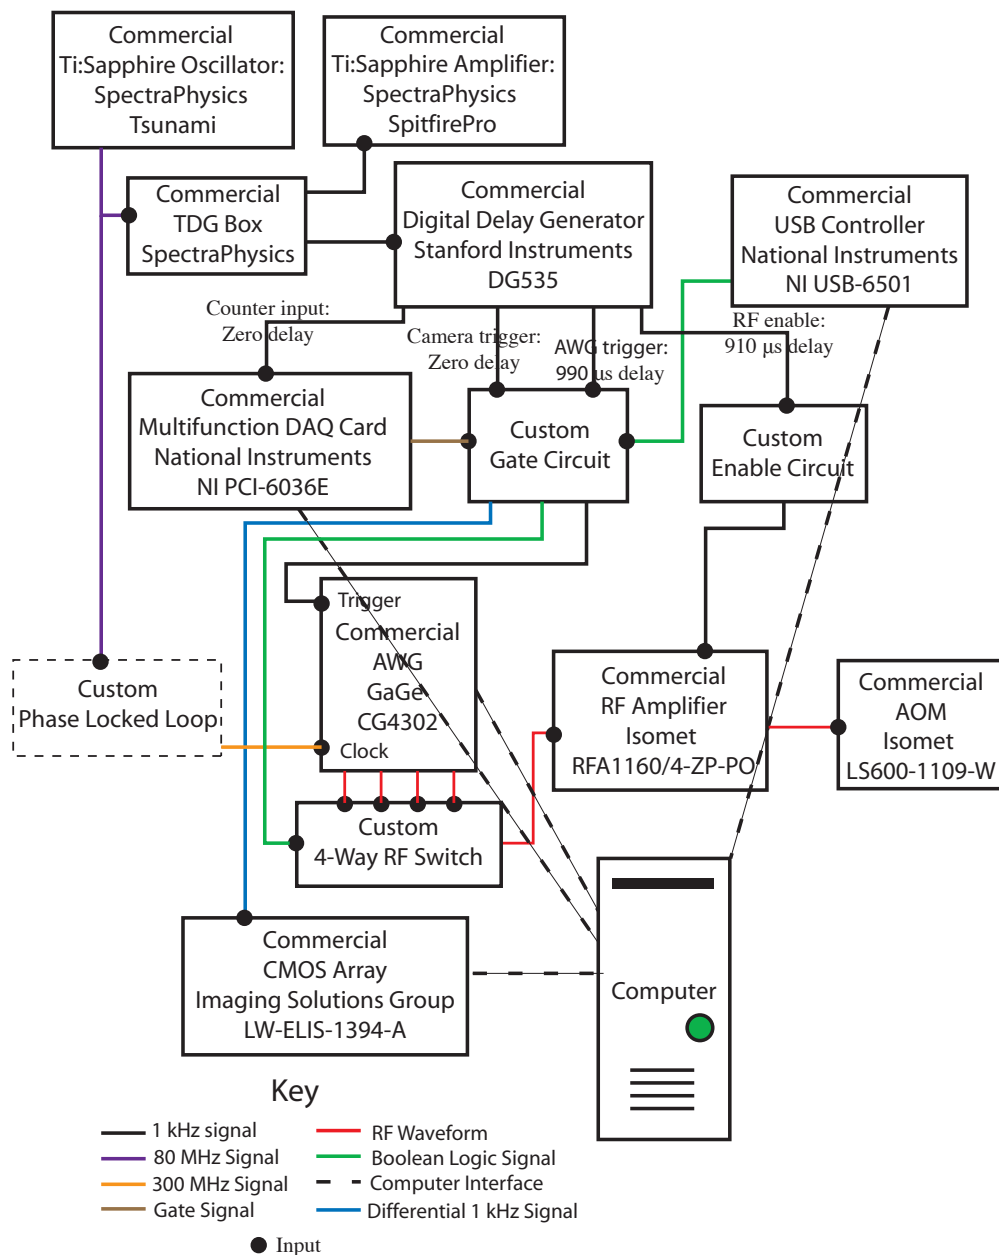 Commercial
Ti:Sapphire Oscillator:
SpectraPhysics
Tsunami
Commercial
Ti:Sapphire Amplifier:
SpectraPhysics
SpitfirePro
Commercial
TDG Box
SpectraPhysics
Commercial
Digital Delay Generator
Stanford Instruments
DG535
Commercial
USB Controller
National Instruments
NI USB-6501
Counter input:
Zero delay
Camera trigger:
Zero delay
AWG trigger:
990 μs delay
RF enable:
910 μs delay
Commercial
Multifunction DAQ Card
National Instruments
NI PCI-6036E
Custom
Gate Circuit
Custom
Enable Circuit
Trigger
Commercial
AWG
GaGe
CG4302
Clock
Custom
Phase Locked Loop
Commercial
RF Amplifier
Isomet
RFA1160/4-ZP-PO
Commercial
AOM
Isomet
LS600-1109-W
Custom
4-Way RF Switch
Commercial
CMOS Array
Imaging Solutions Group
LW-ELIS-1394-A
Computer
Key
1 kHz signal
80 MHz Signal
300 MHz Signal
Gate Signal
RF Waveform
Boolean Logic Signal
Computer Interface
Differential 1 kHz Signal
Input